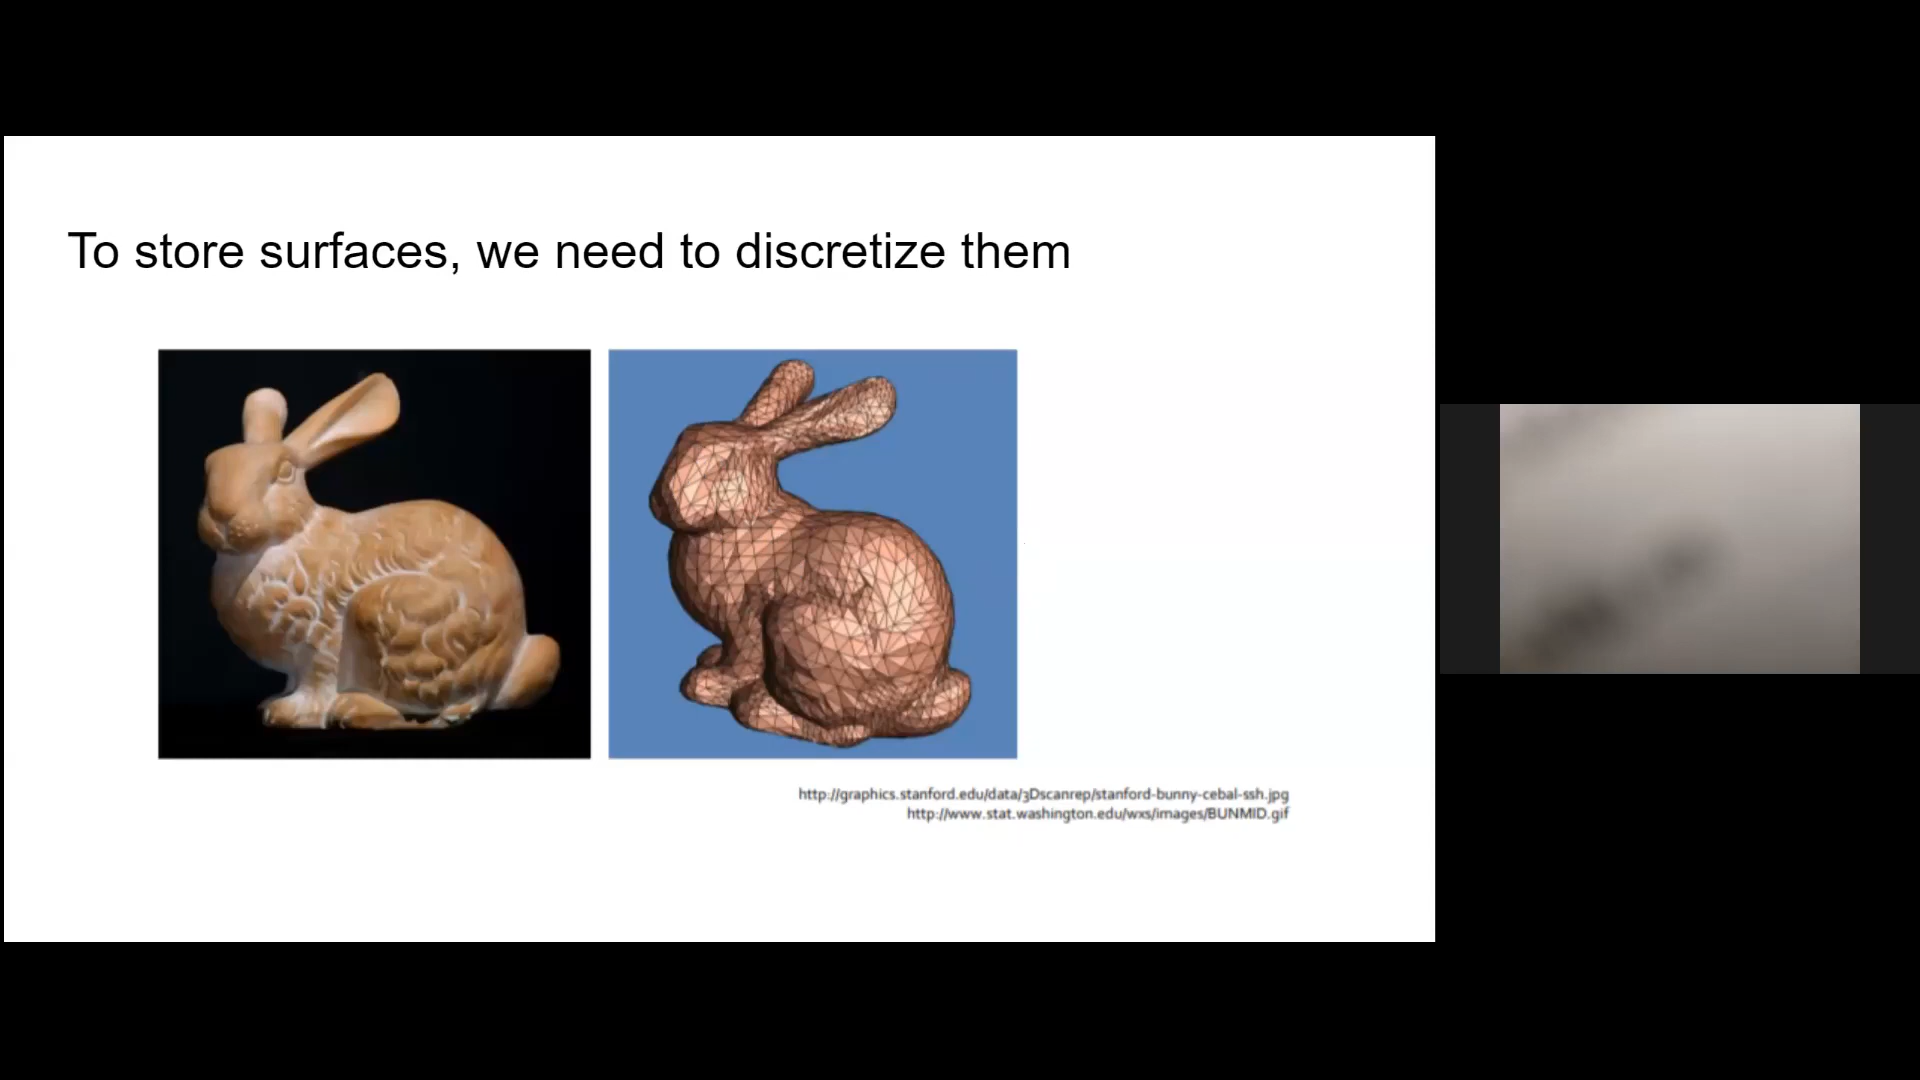 To store surfaces, we need to discretize them
http://graphics.stanford.edu/data/3Dscanrep/stanford-bunny-cebal-ssh.jpg
http://www.stat.washington.edu/wxs/images/BUNMID.gif